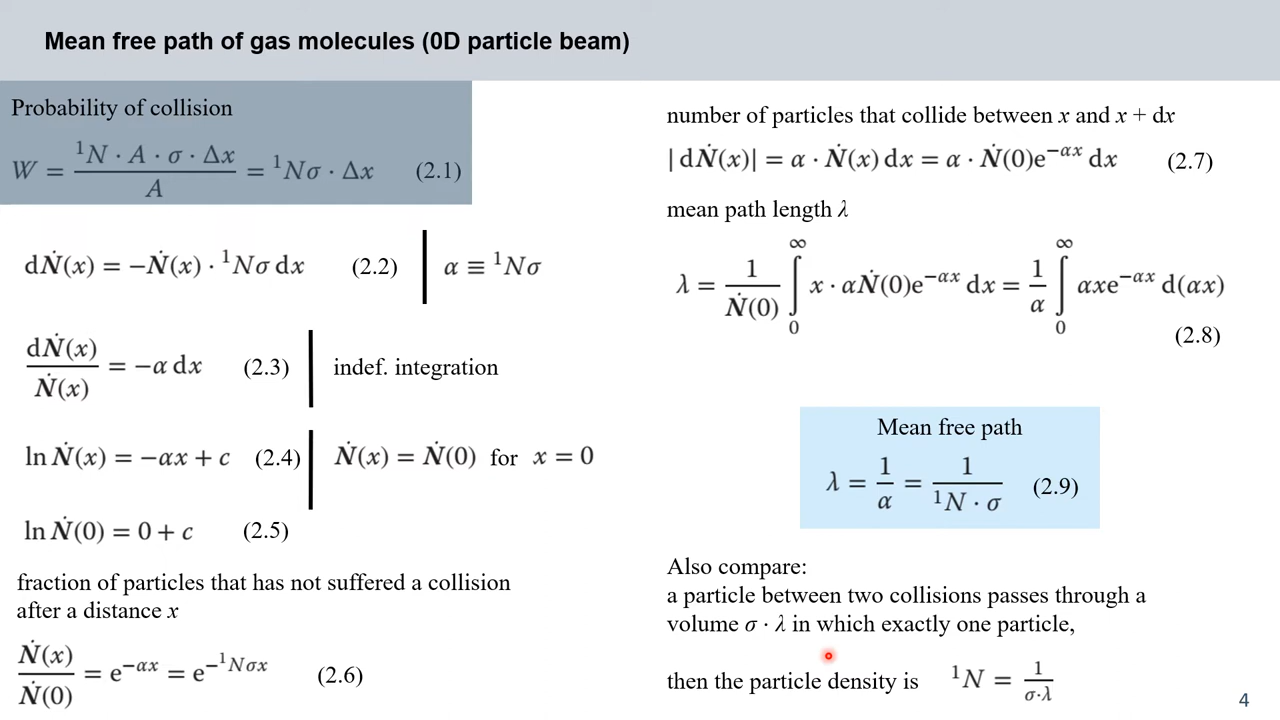 Mean free path of gas molecules (0D particle beam)
Probability of collision
W = ¹N · A · σ · Δx / A = ¹Nσ · Δx (2.1)
dṄ(x) = −Ṅ(x) · ¹Nσ dx (2.2) | α ≡ ¹Nσ
dṄ(x) / Ṅ(x) = −α dx (2.3) | indef. integration
ln Ṅ(x) = −αx + c (2.4) | Ṅ(x) = Ṅ(0) for x = 0
ln Ṅ(0) = 0 + c (2.5)
fraction of particles that has not suffered a collision
after a distance x
Ṅ(x) / Ṅ(0) = e^−αx = e^−¹Nσx (2.6)
number of particles that collide between x and x + dx
|dṄ(x)| = α · Ṅ(x) dx = α · Ṅ(0)e^−αx dx (2.7)
mean path length λ
λ = 1/Ṅ(0) ∫₀^∞ x · αṄ(0)e^−αx dx = 1/α ∫₀^∞ αxe^−αx d(αx)
(2.8)
Mean free path
λ = 1/α = 1/(¹N · σ) (2.9)
Also compare:
a particle between two collisions passes through a
volume σ · λ in which exactly one particle,
then the particle density is ¹N = 1/(σ·λ)
4